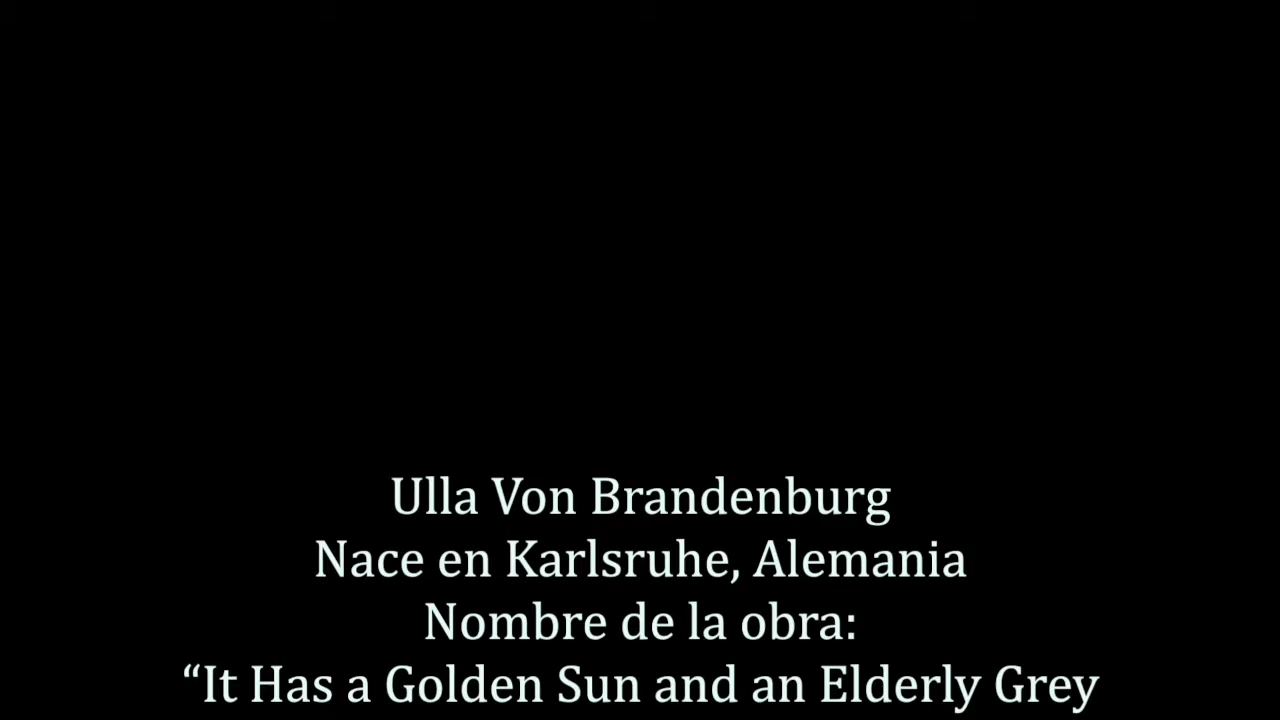 Ulla Von Brandenburg
Nace en Karlsruhe, Alemania
Nombre de la obra:
“It Has a Golden Sun and an Elderly Grey